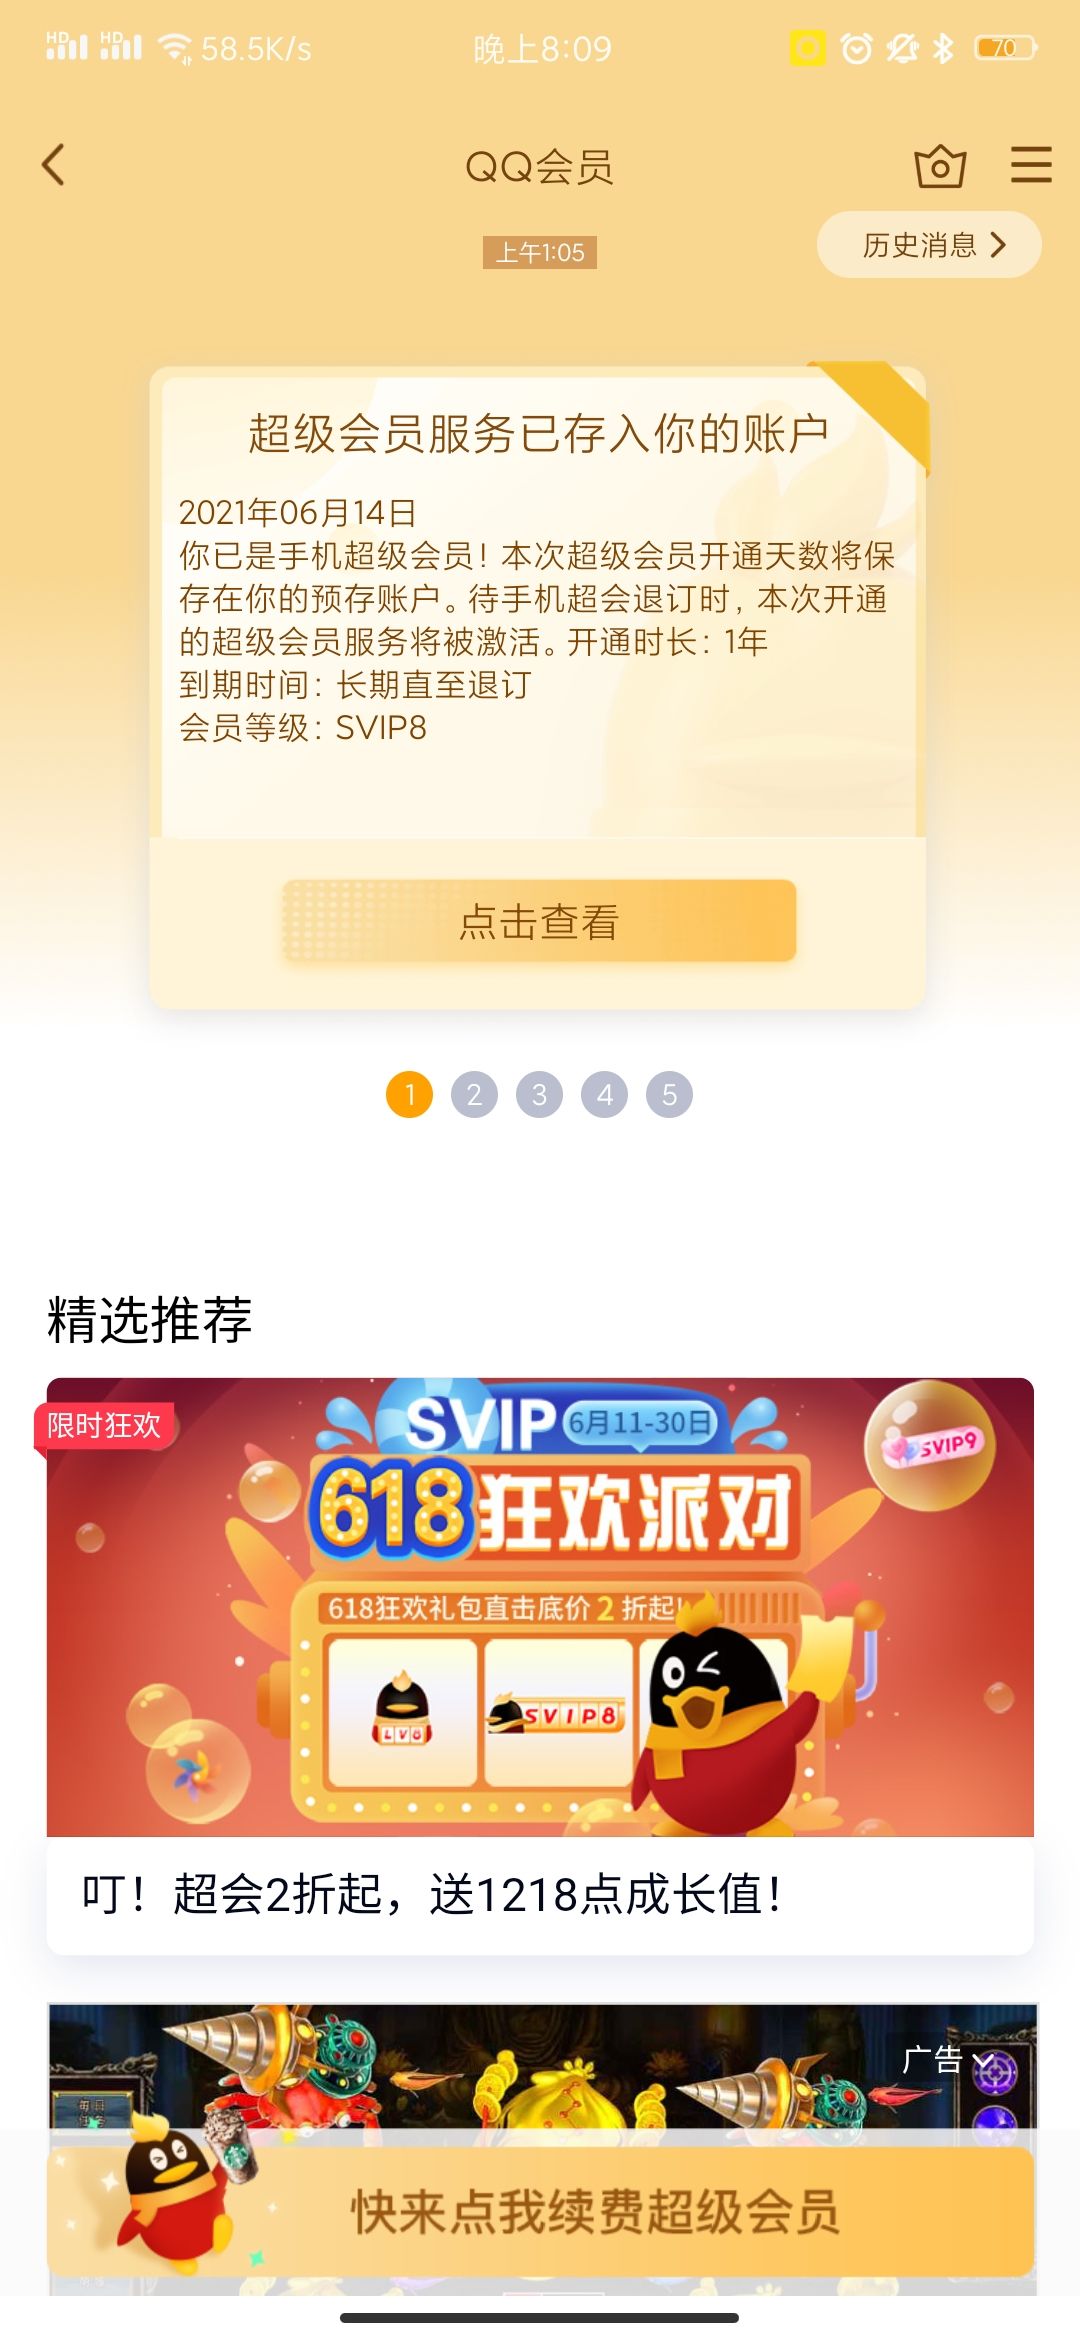 HD HD 58.5K/s 晚上8:09 70
QQ会员
上午1:05
历史消息
超级会员服务已存入你的账户
2021年06月14日
你已是手机超级会员！本次超级会员开通天数将保
存在你的预存账户。待手机超会退订时，本次开通
的超级会员服务将被激活。开通时长：1年
到期时间：长期直至退订
会员等级：SVIP8
点击查看
1 2 3 4 5
精选推荐
限时狂欢
SVIP 6月11-30日
SVIP9
618狂欢派对
618狂欢礼包直击底价2折起!
LV8
SVIP8
叮！超会2折起，送1218点成长值！
广告
快来点我续费超级会员